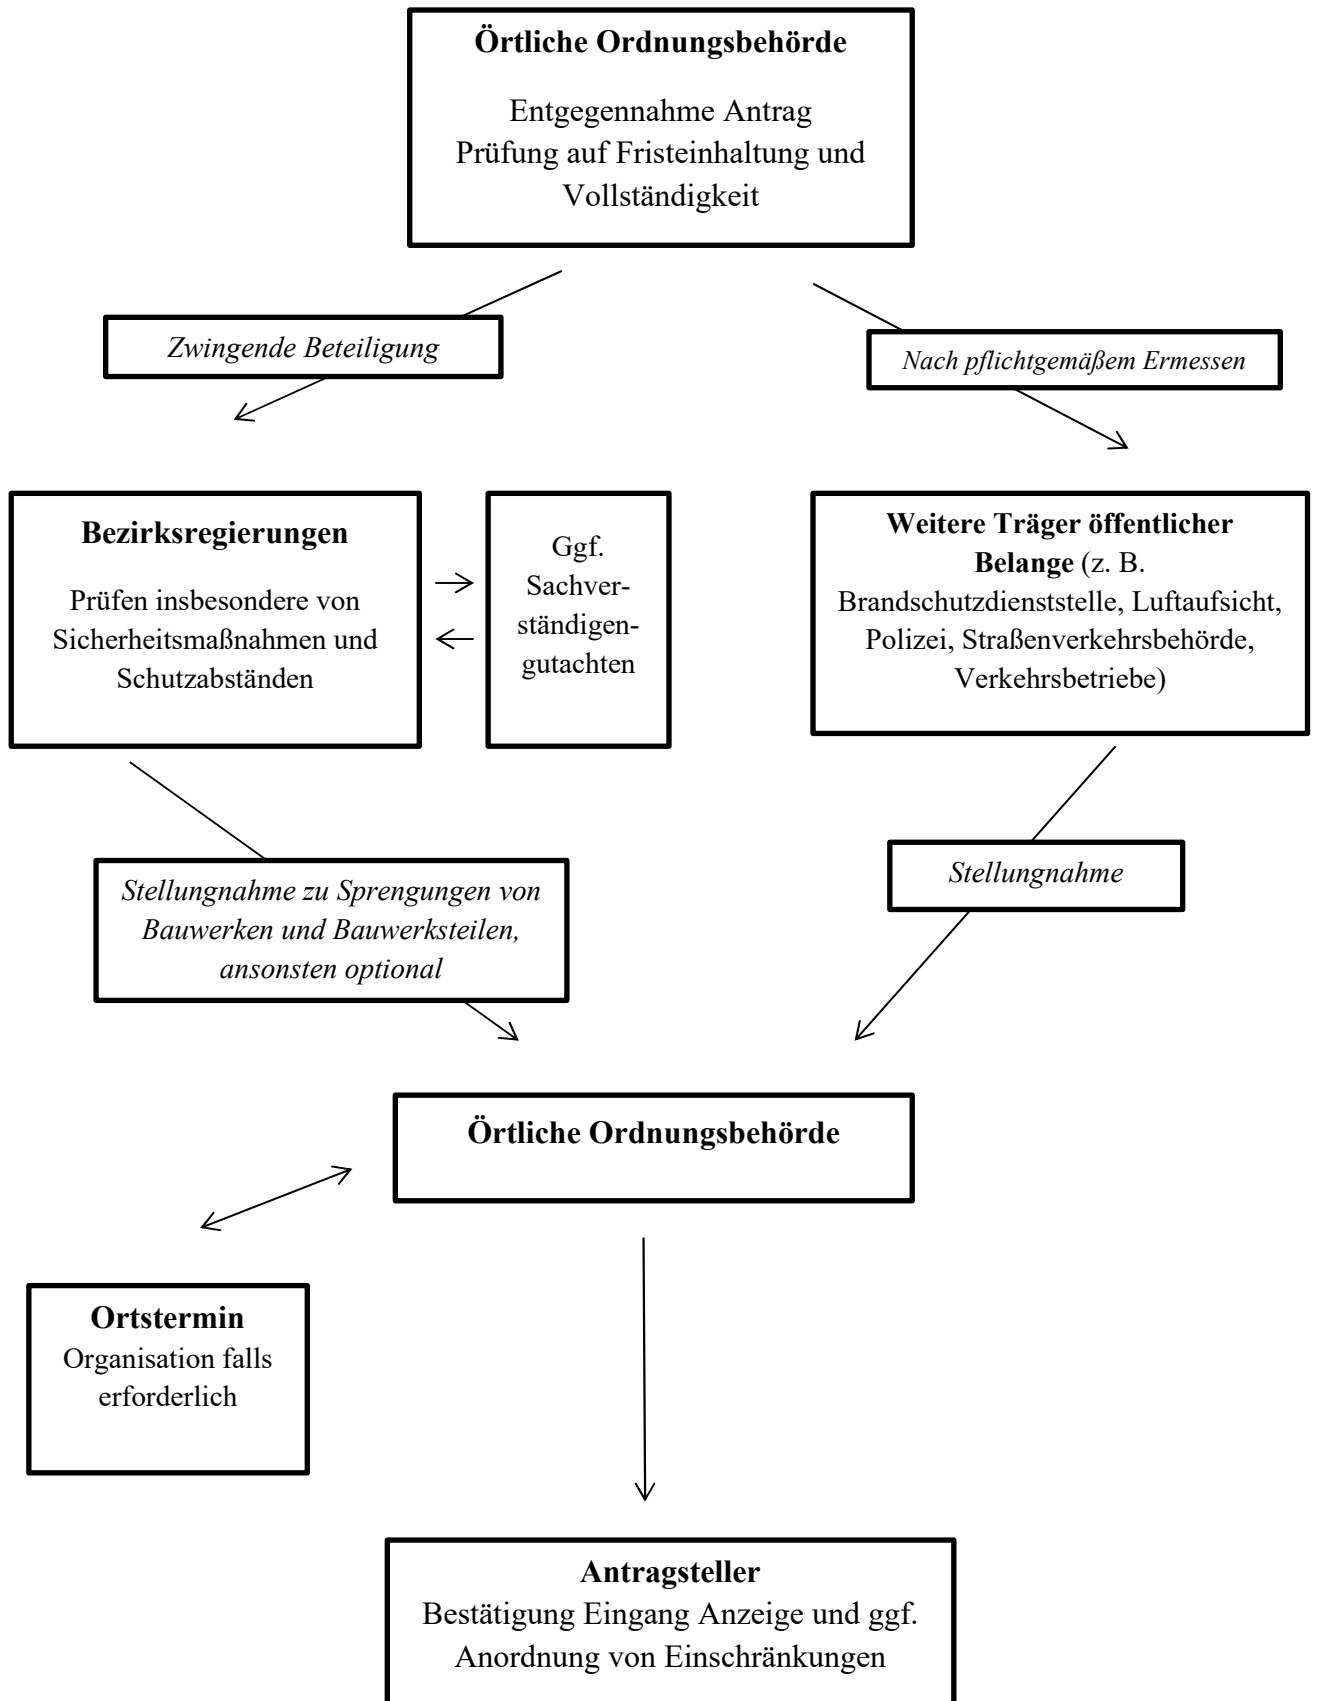 Örtliche Ordnungsbehörde
Entgegennahme Antrag
Prüfung auf Fristeinhaltung und
Vollständigkeit
Zwingende Beteiligung
Nach pflichtgemäßem Ermessen
Bezirksregierungen
Prüfen insbesondere von
Sicherheitsmaßnahmen und
Schutzabständen
Ggf.
Sachver-
ständigen-
gutachten
Weitere Träger öffentlicher
Belange (z. B.
Brandschutzdienststelle, Luftaufsicht,
Polizei, Straßenverkehrsbehörde,
Verkehrsbetriebe)
Stellungnahme zu Sprengungen von
Bauwerken und Bauwerksteilen,
ansonsten optional
Stellungnahme
Örtliche Ordnungsbehörde
Ortstermin
Organisation falls
erforderlich
Antragsteller
Bestätigung Eingang Anzeige und ggf.
Anordnung von Einschränkungen